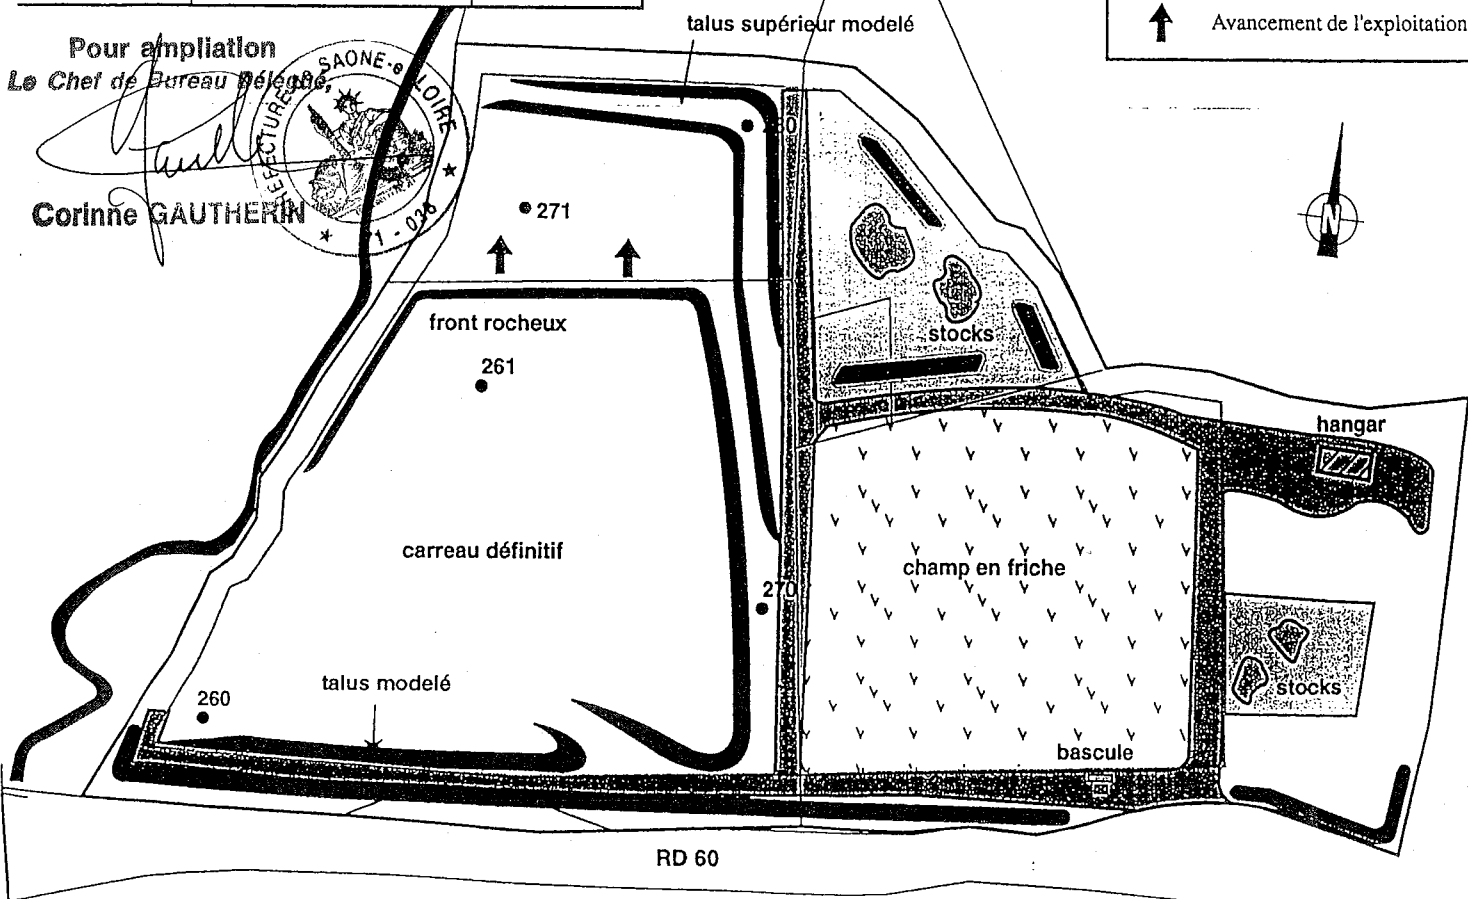 talus supérieur modelé
Avancement de l'exploitation
Pour ampliation
Le Chef de Bureau Délégué,
PREFECTURE DE SAONE-et-LOIRE
Corinne GAUTHERIN
280
271
front rocheux
261
stocks
N
hangar
carreau définitif
champ en friche
270
talus modelé
260
stocks
bascule
RD 60